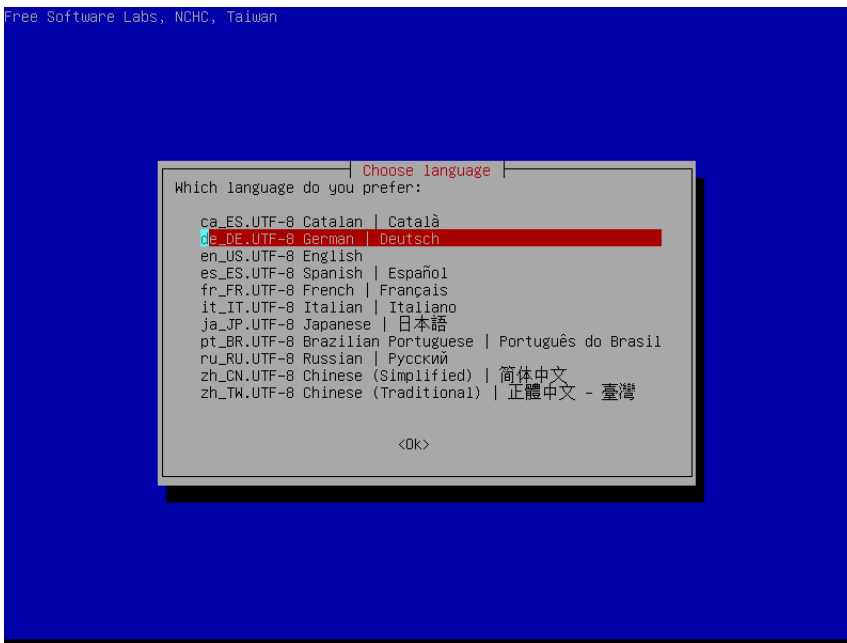 Free Software Labs, NCHC, Taiwan
Choose language
Which language do you prefer:
ca_ES.UTF-8 Catalan | Català
de_DE.UTF-8 German | Deutsch
en_US.UTF-8 English
es_ES.UTF-8 Spanish | Español
fr_FR.UTF-8 French | Français
it_IT.UTF-8 Italian | Italiano
ja_JP.UTF-8 Japanese | 日本語
pt_BR.UTF-8 Brazilian Portuguese | Português do Brasil
ru_RU.UTF-8 Russian | Русский
zh_CN.UTF-8 Chinese (Simplified) | 简体中文
zh_TW.UTF-8 Chinese (Traditional) | 正體中文 - 臺灣
<Ok>